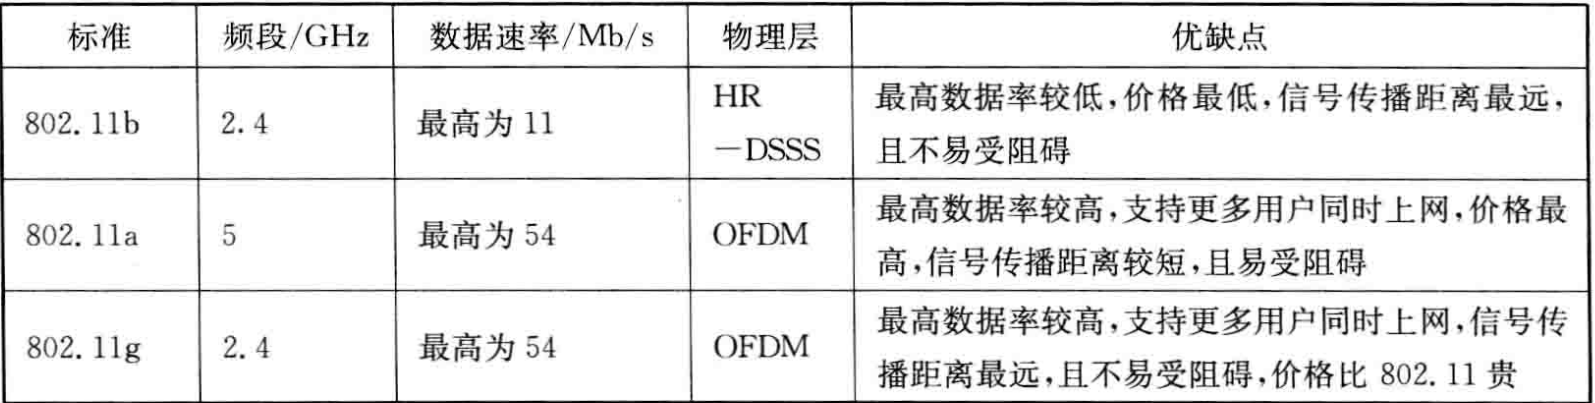 标准 频段/GHz 数据速率/Mb/s 物理层 优缺点
802.11b 2.4 最高为 11 HR
－DSSS 最高数据率较低,价格最低,信号传播距离最远,
且不易受阻碍
802.11a 5 最高为 54 OFDM 最高数据率较高,支持更多用户同时上网,价格最
高,信号传播距离较短,且易受阻碍
802.11g 2.4 最高为 54 OFDM 最高数据率较高,支持更多用户同时上网,信号传
播距离最远,且不易受阻碍,价格比 802.11 贵